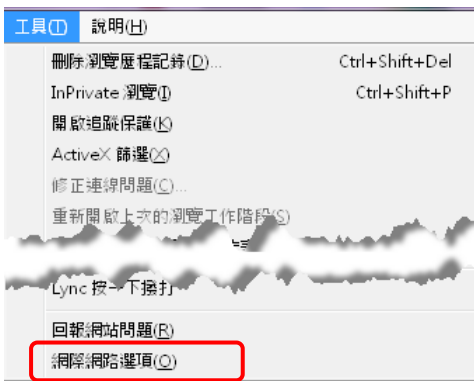 工具(T) 說明(H)
刪除瀏覽歷程記錄(D)... Ctrl+Shift+Del
InPrivate 瀏覽(I) Ctrl+Shift+P
開啟追蹤保護(K)
ActiveX 篩選(X)
修正連線問題(C)...
重新開啟上次的瀏覽工作階段(S)
Lync 按一下撥打
回報網站問題(R)
網際網路選項(O)